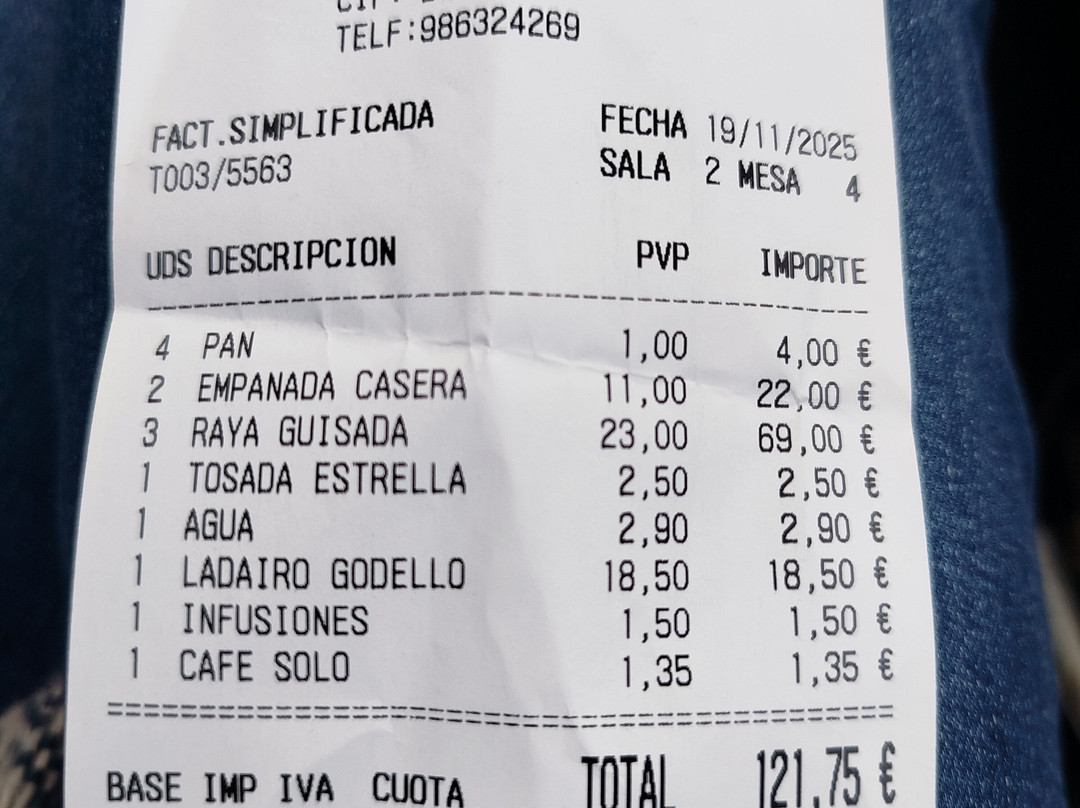 TELF:986324269
FACT.SIMPLIFICADA FECHA 19/11/2025
T003/5563 SALA 2 MESA 4
UDS DESCRIPCION PVP IMPORTE
4 PAN 1,00 4,00 €
2 EMPANADA CASERA 11,00 22,00 €
3 RAYA GUISADA 23,00 69,00 €
1 TOSADA ESTRELLA 2,50 2,50 €
1 AGUA 2,90 2,90 €
1 LADAIRO GODELLO 18,50 18,50 €
1 INFUSIONES 1,50 1,50 €
1 CAFE SOLO 1,35 1,35 €
BASE IMP IVA CUOTA TOTAL 121,75 €